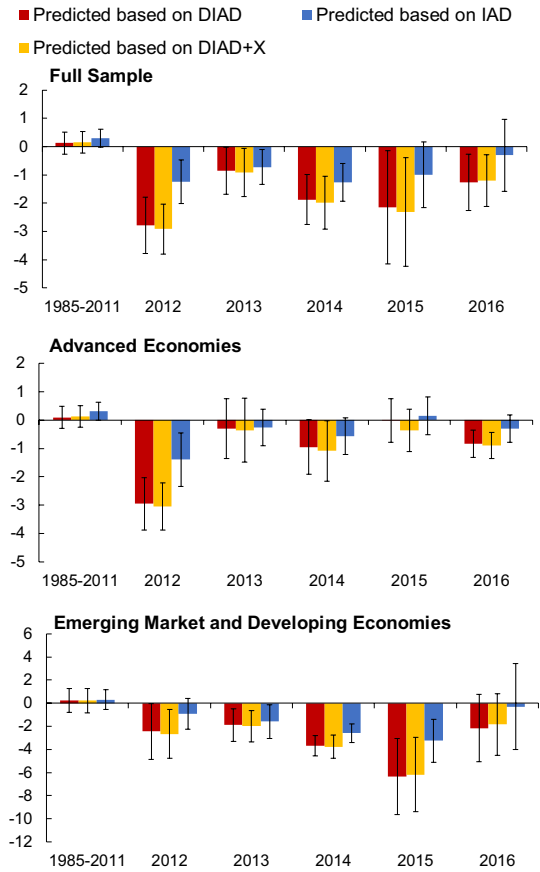 Predicted based on DIAD
Predicted based on IAD
Predicted based on DIAD+X
Full Sample
2
1
0
-1
-2
-3
-4
-5
1985-2011 2012 2013 2014 2015 2016
Advanced Economies
2
1
0
-1
-2
-3
-4
-5
1985-2011 2012 2013 2014 2015 2016
Emerging Market and Developing Economies
6
4
2
0
-2
-4
-6
-8
-10
-12
1985-2011 2012 2013 2014 2015 2016